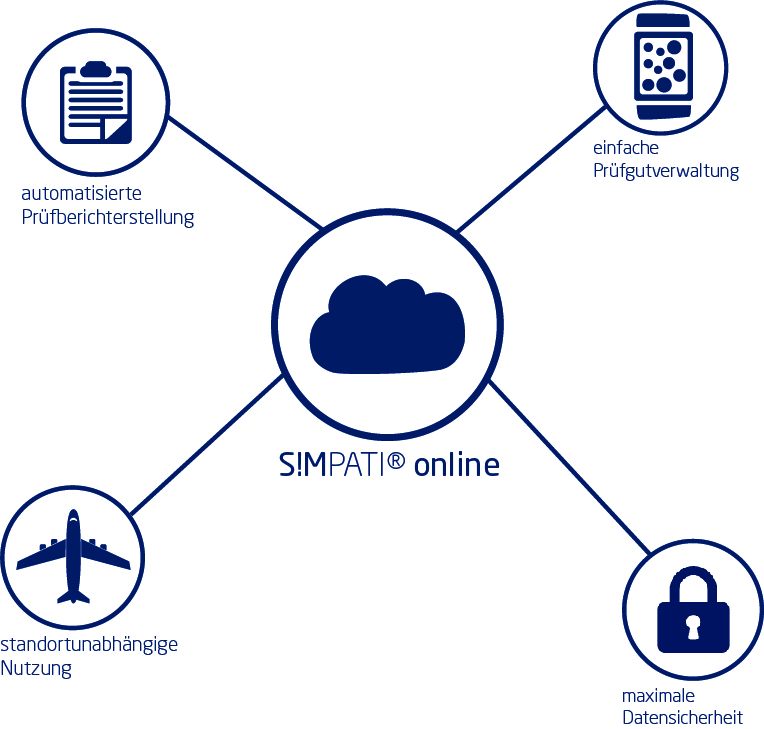 einfache
Prüfgutverwaltung
automatisierte
Prüfberichterstellung
S!MPATI® online
standortunabhängige
Nutzung
maximale
Datensicherheit